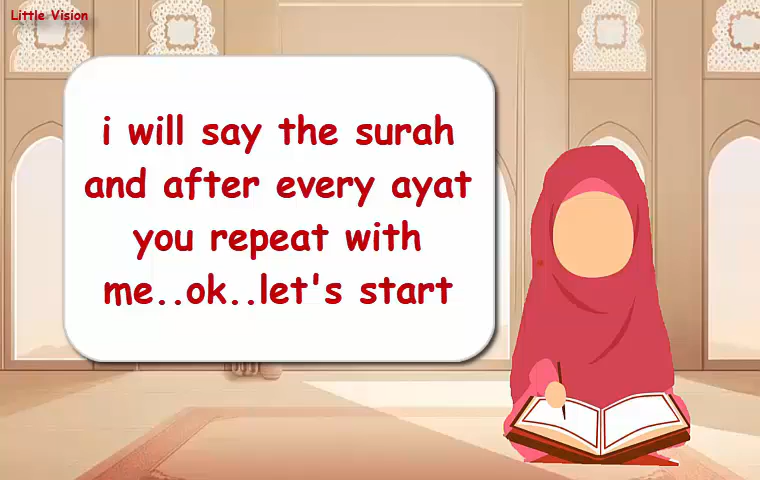 Little Vision
i will say the surah
and after every ayat
you repeat with
me..ok..let's start